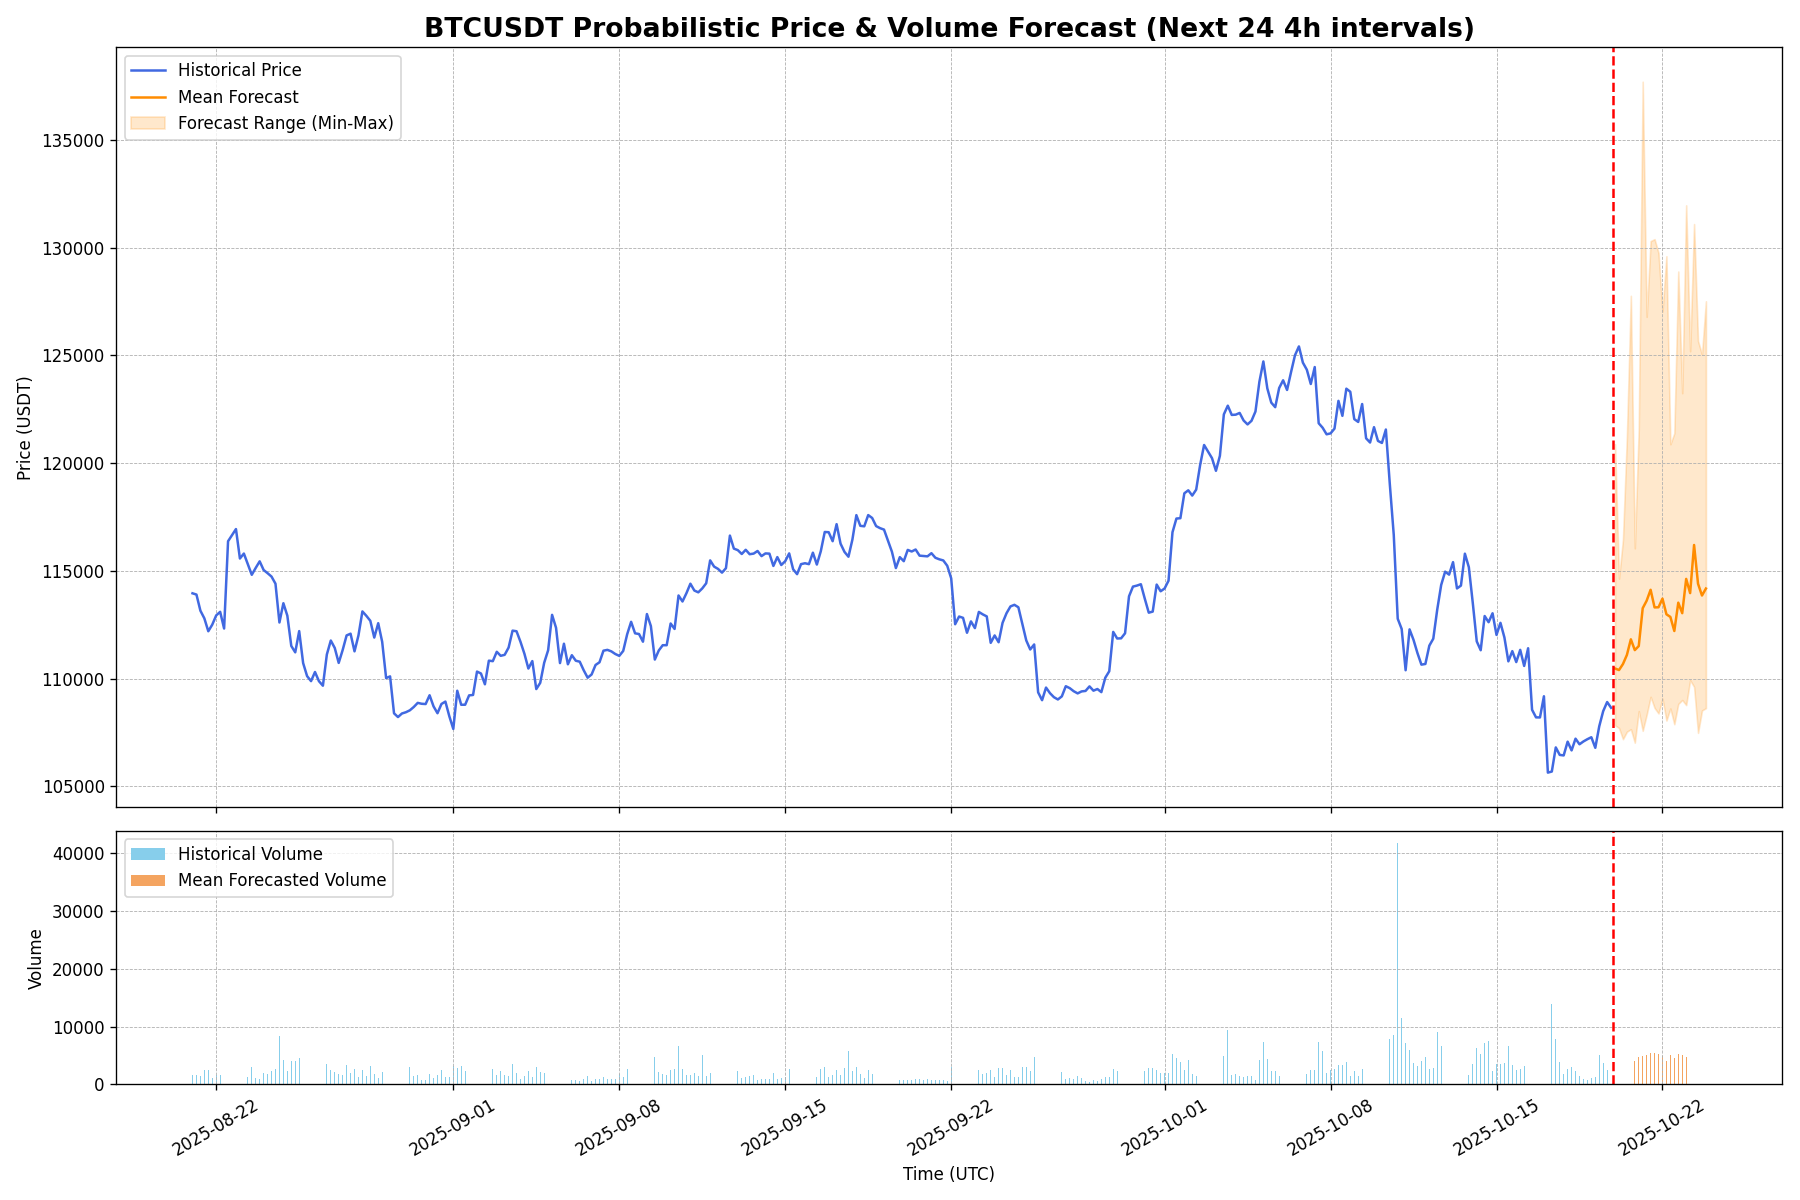 BTCUSDT Probabilistic Price & Volume Forecast (Next 24 4h intervals)
Historical Price
Mean Forecast
Forecast Range (Min-Max)
135000
130000
125000
120000
115000
110000
105000
Price (USDT)
Historical Volume
Mean Forecasted Volume
40000
30000
20000
10000
0
Volume
2025-08-22
2025-09-01
2025-09-08
2025-09-15
2025-09-22
2025-10-01
2025-10-08
2025-10-15
2025-10-22
Time (UTC)